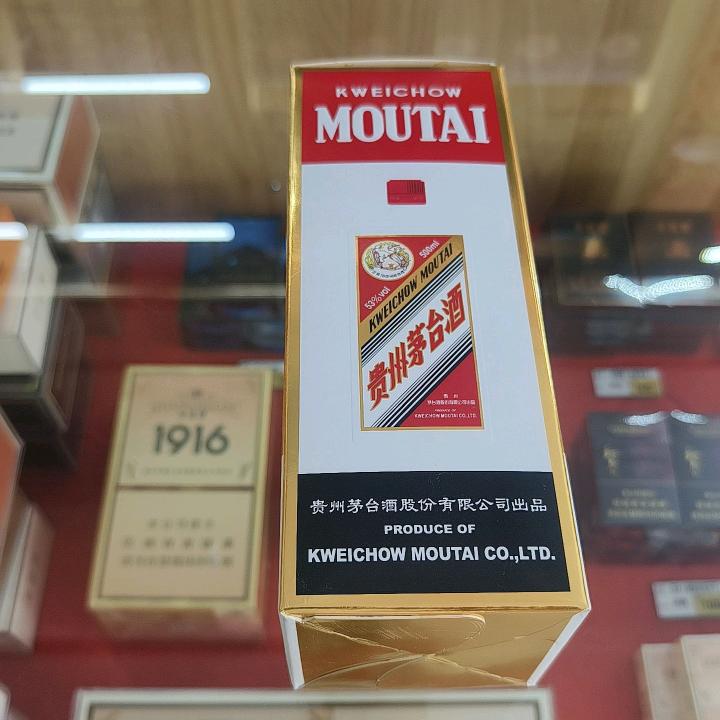 KWEICHOW
MOUTAI
500ml
53%vol
KWEICHOW MOUTAI
贵州茅台酒
KWEICHOW MOUTAI CO.,LTD.
贵州茅台酒股份有限公司出品
PRODUCE OF
KWEICHOW MOUTAI CO.,LTD.
1916